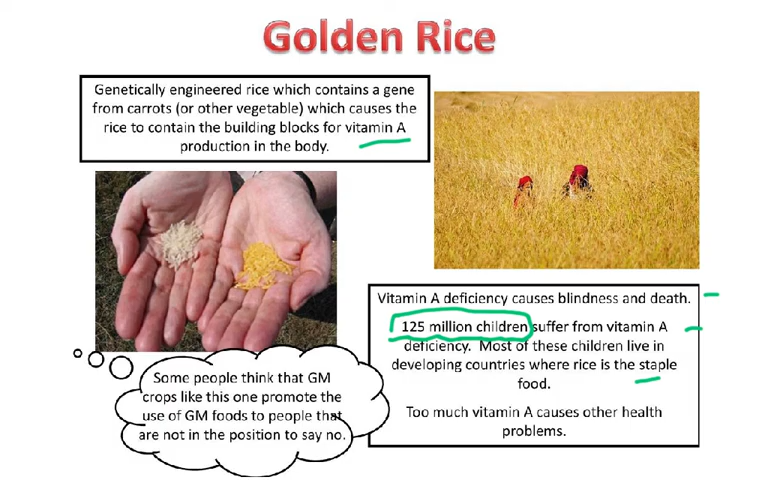 Golden Rice
Genetically engineered rice which contains a gene
from carrots (or other vegetable) which causes the
rice to contain the building blocks for vitamin A
production in the body.
Vitamin A deficiency causes blindness and death.
125 million children suffer from vitamin A
deficiency. Most of these children live in
developing countries where rice is the staple
food.
Too much vitamin A causes other health
problems.
Some people think that GM
crops like this one promote the
use of GM foods to people that
are not in the position to say no.